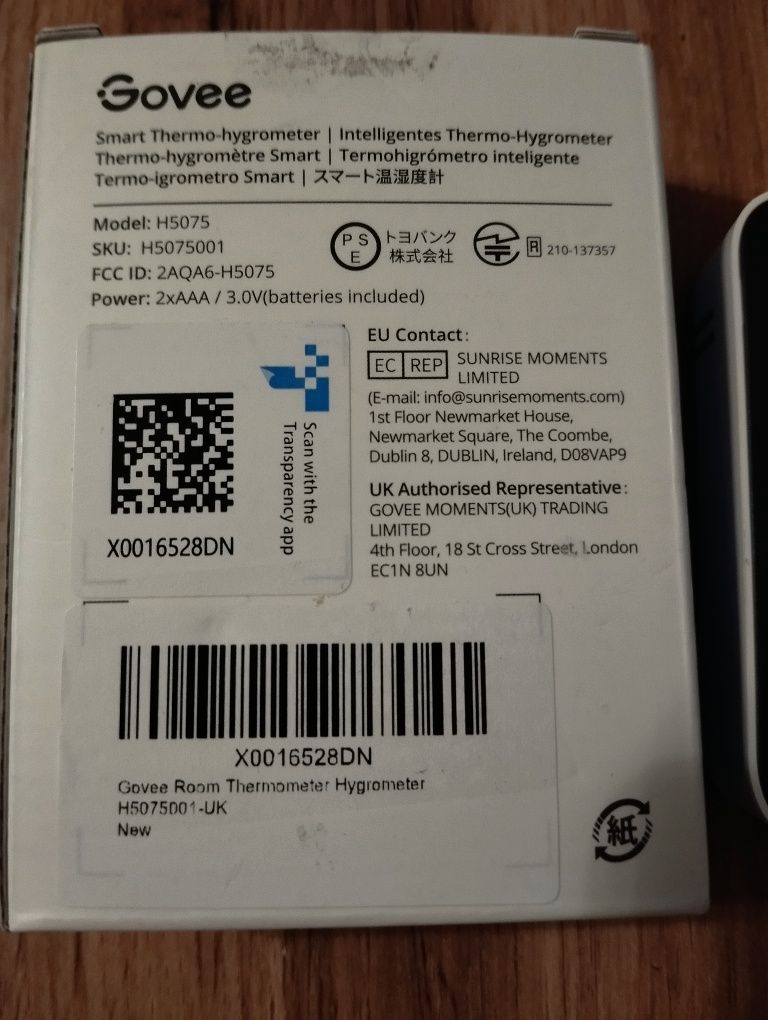 Govee
Smart Thermo-hygrometer | Intelligentes Thermo-Hygrometer
Thermo-hygromètre Smart | Termohigrómetro inteligente
Termo-igrometro Smart | スマート温湿度計
Model: H5075
SKU: H5075001
FCC ID: 2AQA6-H5075
Power: 2xAAA / 3.0V(batteries included)
PS
E
トヨバンク
株式会社
R 210-137357
Scan with the
Transparency app
X0016528DN
EU Contact:
EC REP SUNRISE MOMENTS
LIMITED
(E-mail: info@sunrisemoments.com)
1st Floor Newmarket House,
Newmarket Square, The Coombe,
Dublin 8, DUBLIN, Ireland, D08VAP9
UK Authorised Representative:
GOVEE MOMENTS(UK) TRADING
LIMITED
4th Floor, 18 St Cross Street, London
EC1N 8UN
X0016528DN
Govee Room Thermometer Hygrometer
H5075001-UK
New
紙